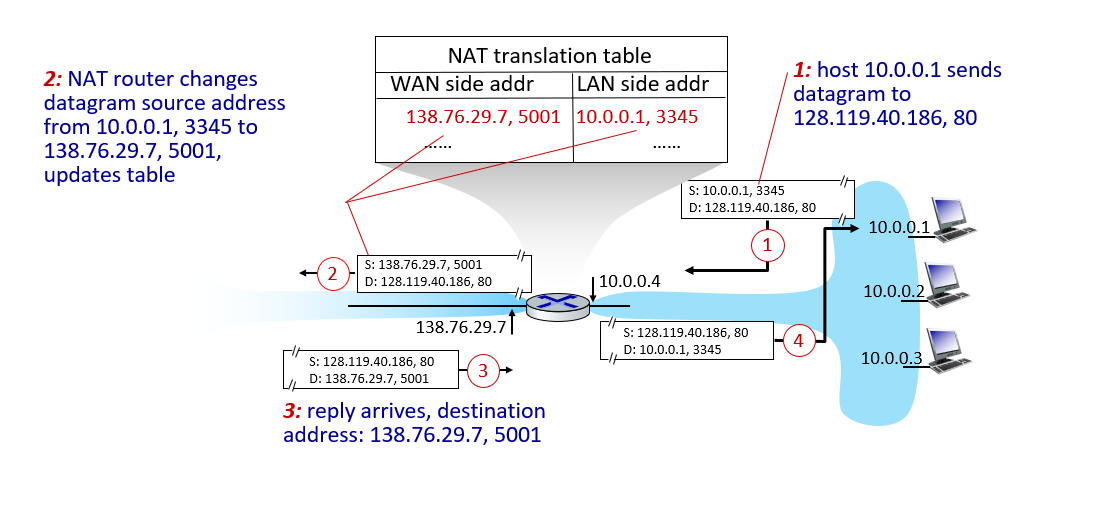 NAT translation table
WAN side addr LAN side addr
138.76.29.7, 5001 10.0.0.1, 3345
...... ......
2: NAT router changes
datagram source address
from 10.0.0.1, 3345 to
138.76.29.7, 5001,
updates table
1: host 10.0.0.1 sends
datagram to
128.119.40.186, 80
S: 10.0.0.1, 3345
D: 128.119.40.186, 80
1
10.0.0.1
S: 138.76.29.7, 5001
D: 128.119.40.186, 80
2
10.0.0.4
10.0.0.2
138.76.29.7
S: 128.119.40.186, 80
D: 10.0.0.1, 3345
4
10.0.0.3
S: 128.119.40.186, 80
D: 138.76.29.7, 5001
3
3: reply arrives, destination
address: 138.76.29.7, 5001